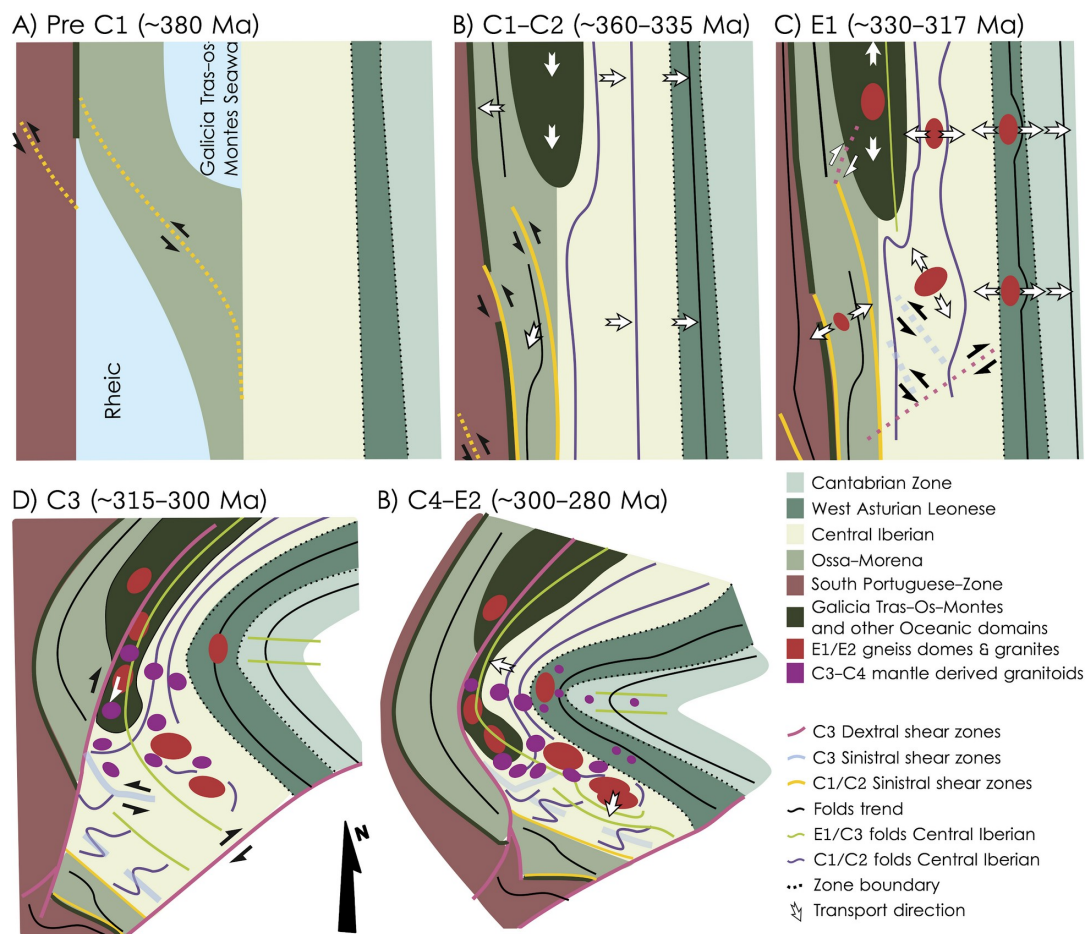 A) Pre C1 (~380 Ma)
B) C1–C2 (~360–335 Ma)
C) E1 (~330–317 Ma)
Galicia Tras-os-
Montes Seaway
Rheic
D) C3 (~315–300 Ma)
B) C4–E2 (~300–280 Ma)
N
Cantabrian Zone
West Asturian Leonese
Central Iberian
Ossa–Morena
South Portuguese–Zone
Galicia Tras–Os–Montes
and other Oceanic domains
E1/E2 gneiss domes & granites
C3–C4 mantle derived granitoids
C3 Dextral shear zones
C3 Sinistral shear zones
C1/C2 Sinistral shear zones
Folds trend
E1/C3 folds Central Iberian
C1/C2 folds Central Iberian
Zone boundary
Transport direction